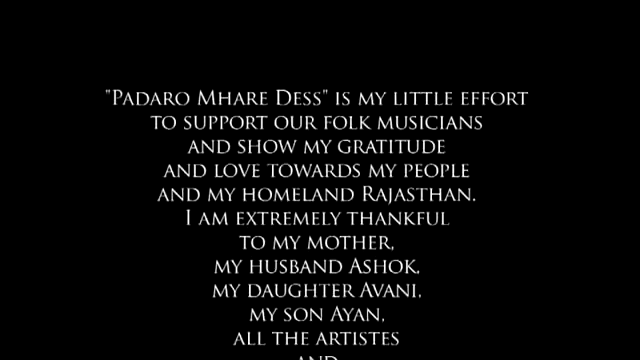 "Padaro Mhare Dess" is my little effort
to support our folk musicians
and show my gratitude
and love towards my people
and my homeland Rajasthan.
I am extremely thankful
to my mother,
my husband Ashok,
my daughter Avani,
my son Ayan,
all the artistes
and